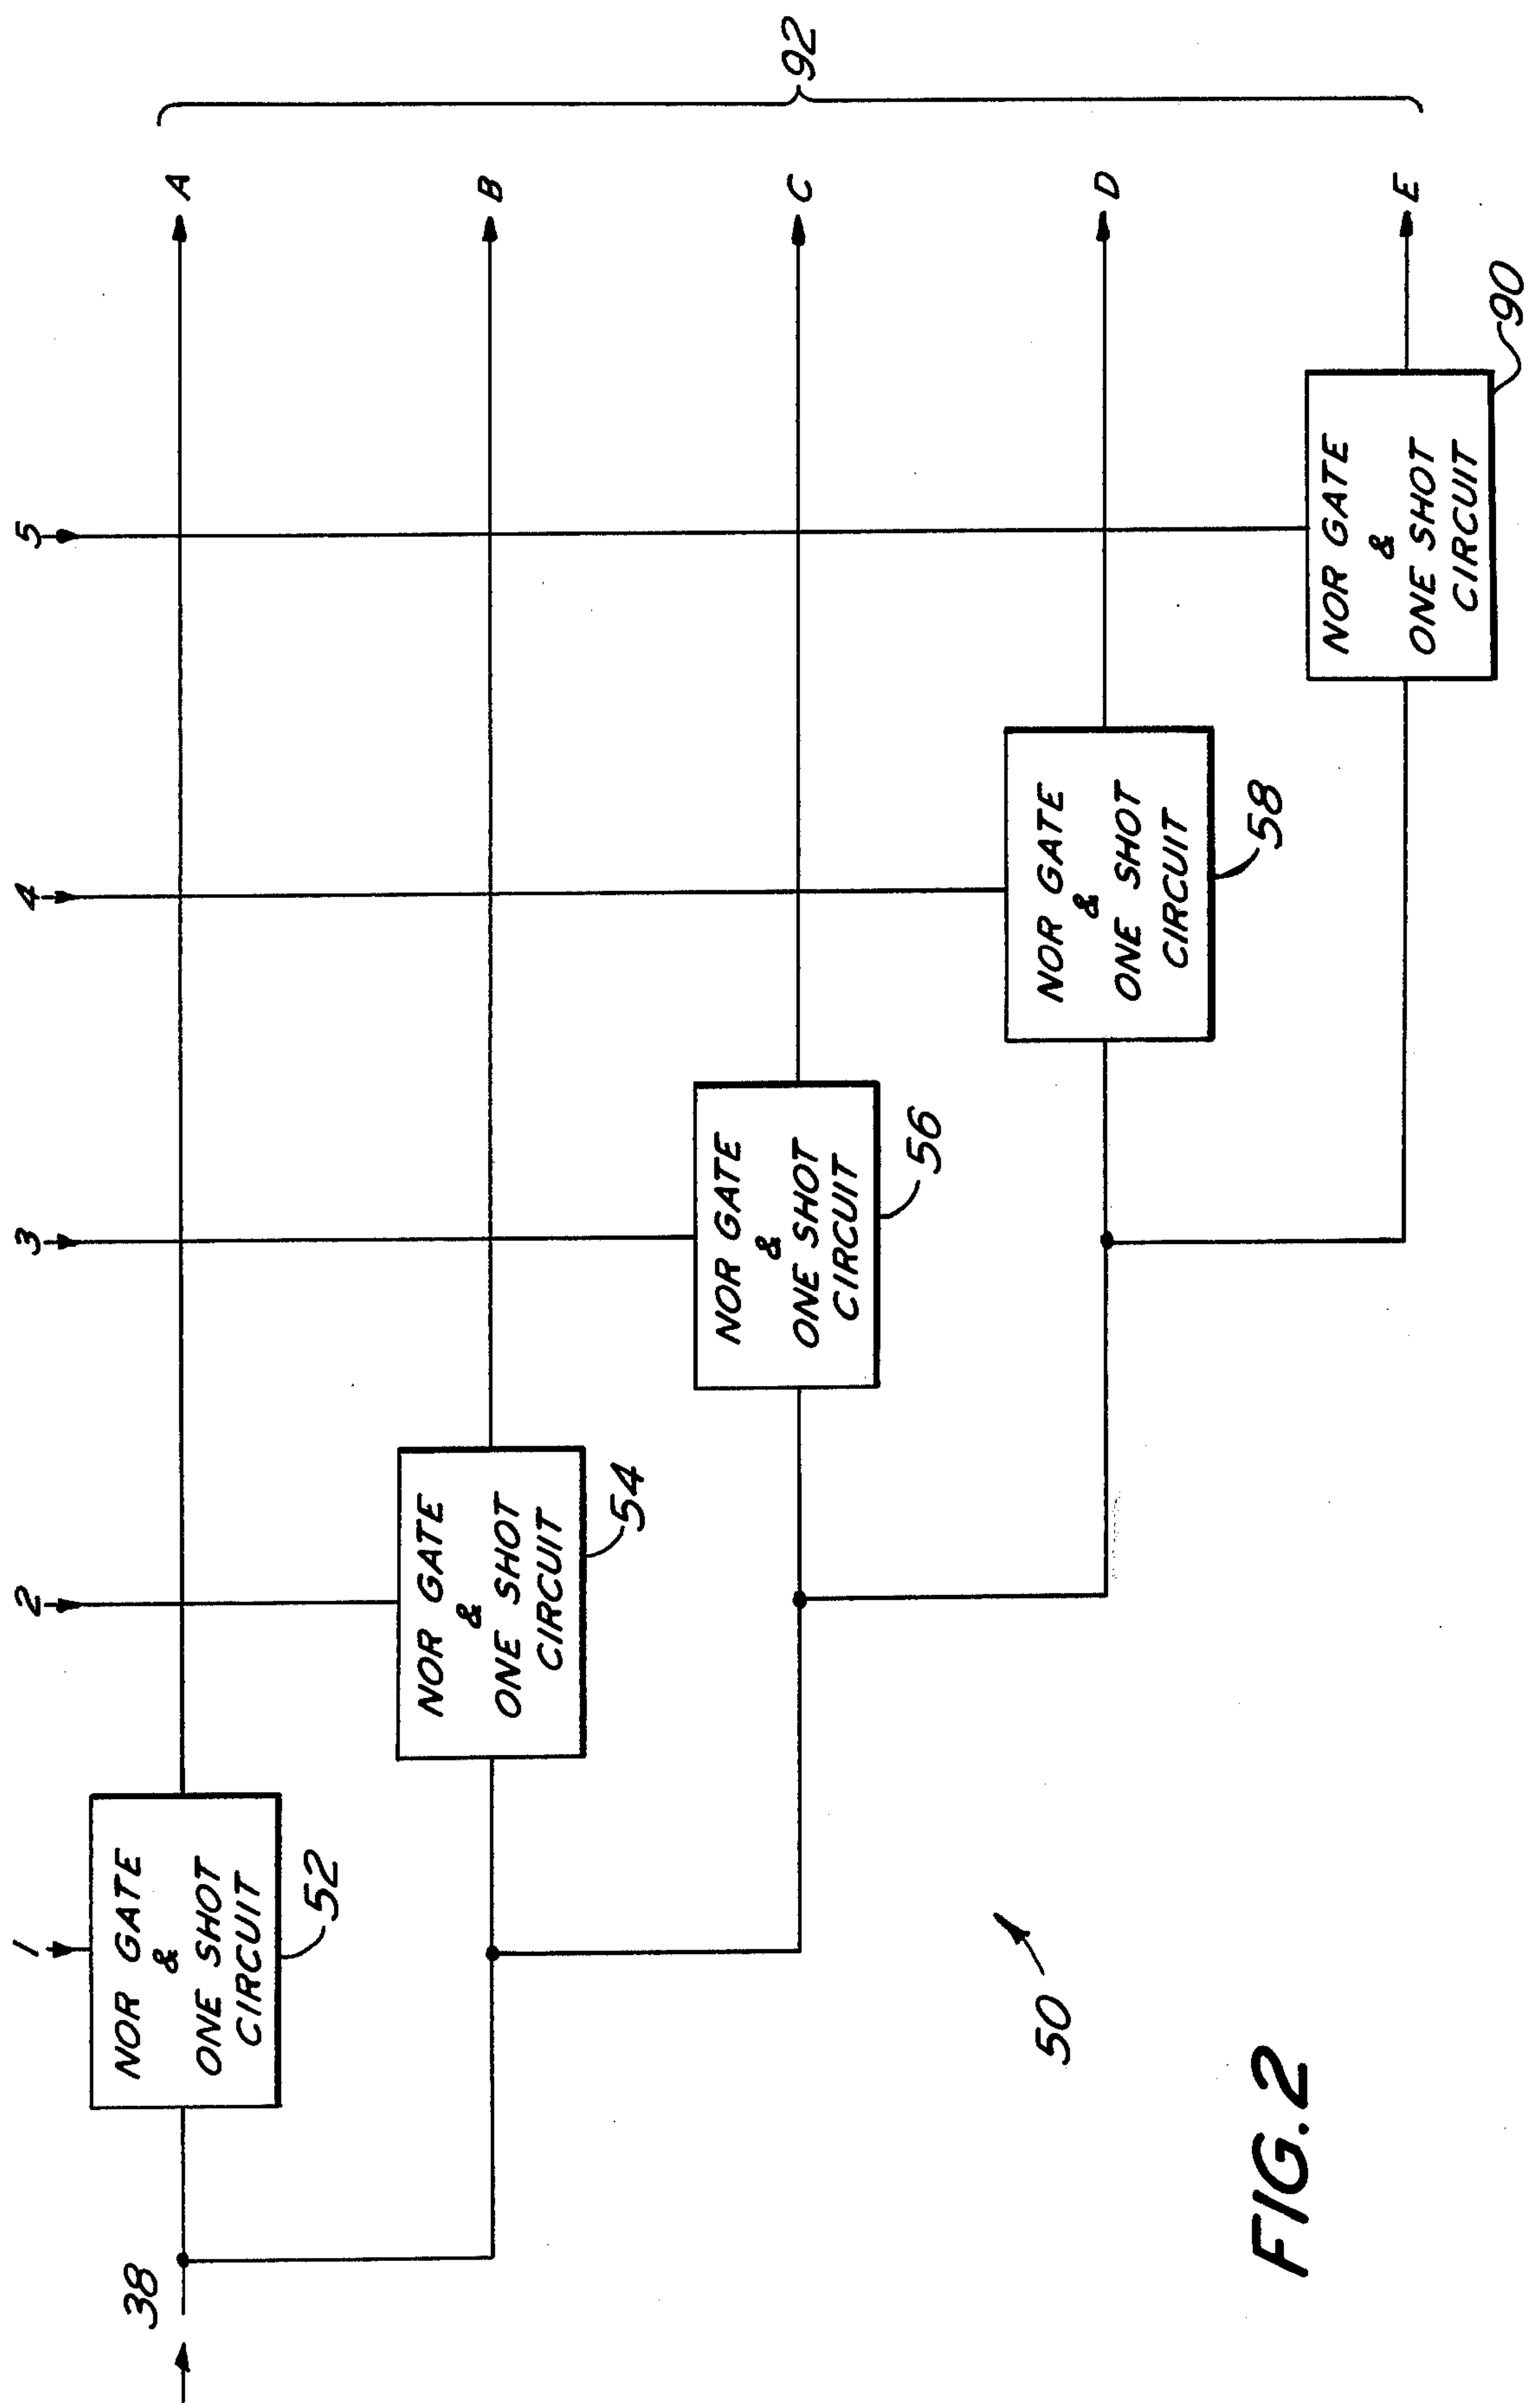 1
2
3
4
5
38
NOR GATE
&
ONE SHOT
CIRCUIT
52
A
NOR GATE
&
ONE SHOT
CIRCUIT
54
B
NOR GATE
&
ONE SHOT
CIRCUIT
56
C
NOR GATE
&
ONE SHOT
CIRCUIT
58
D
NOR GATE
&
ONE SHOT
CIRCUIT
90
E
92
50
FIG.2